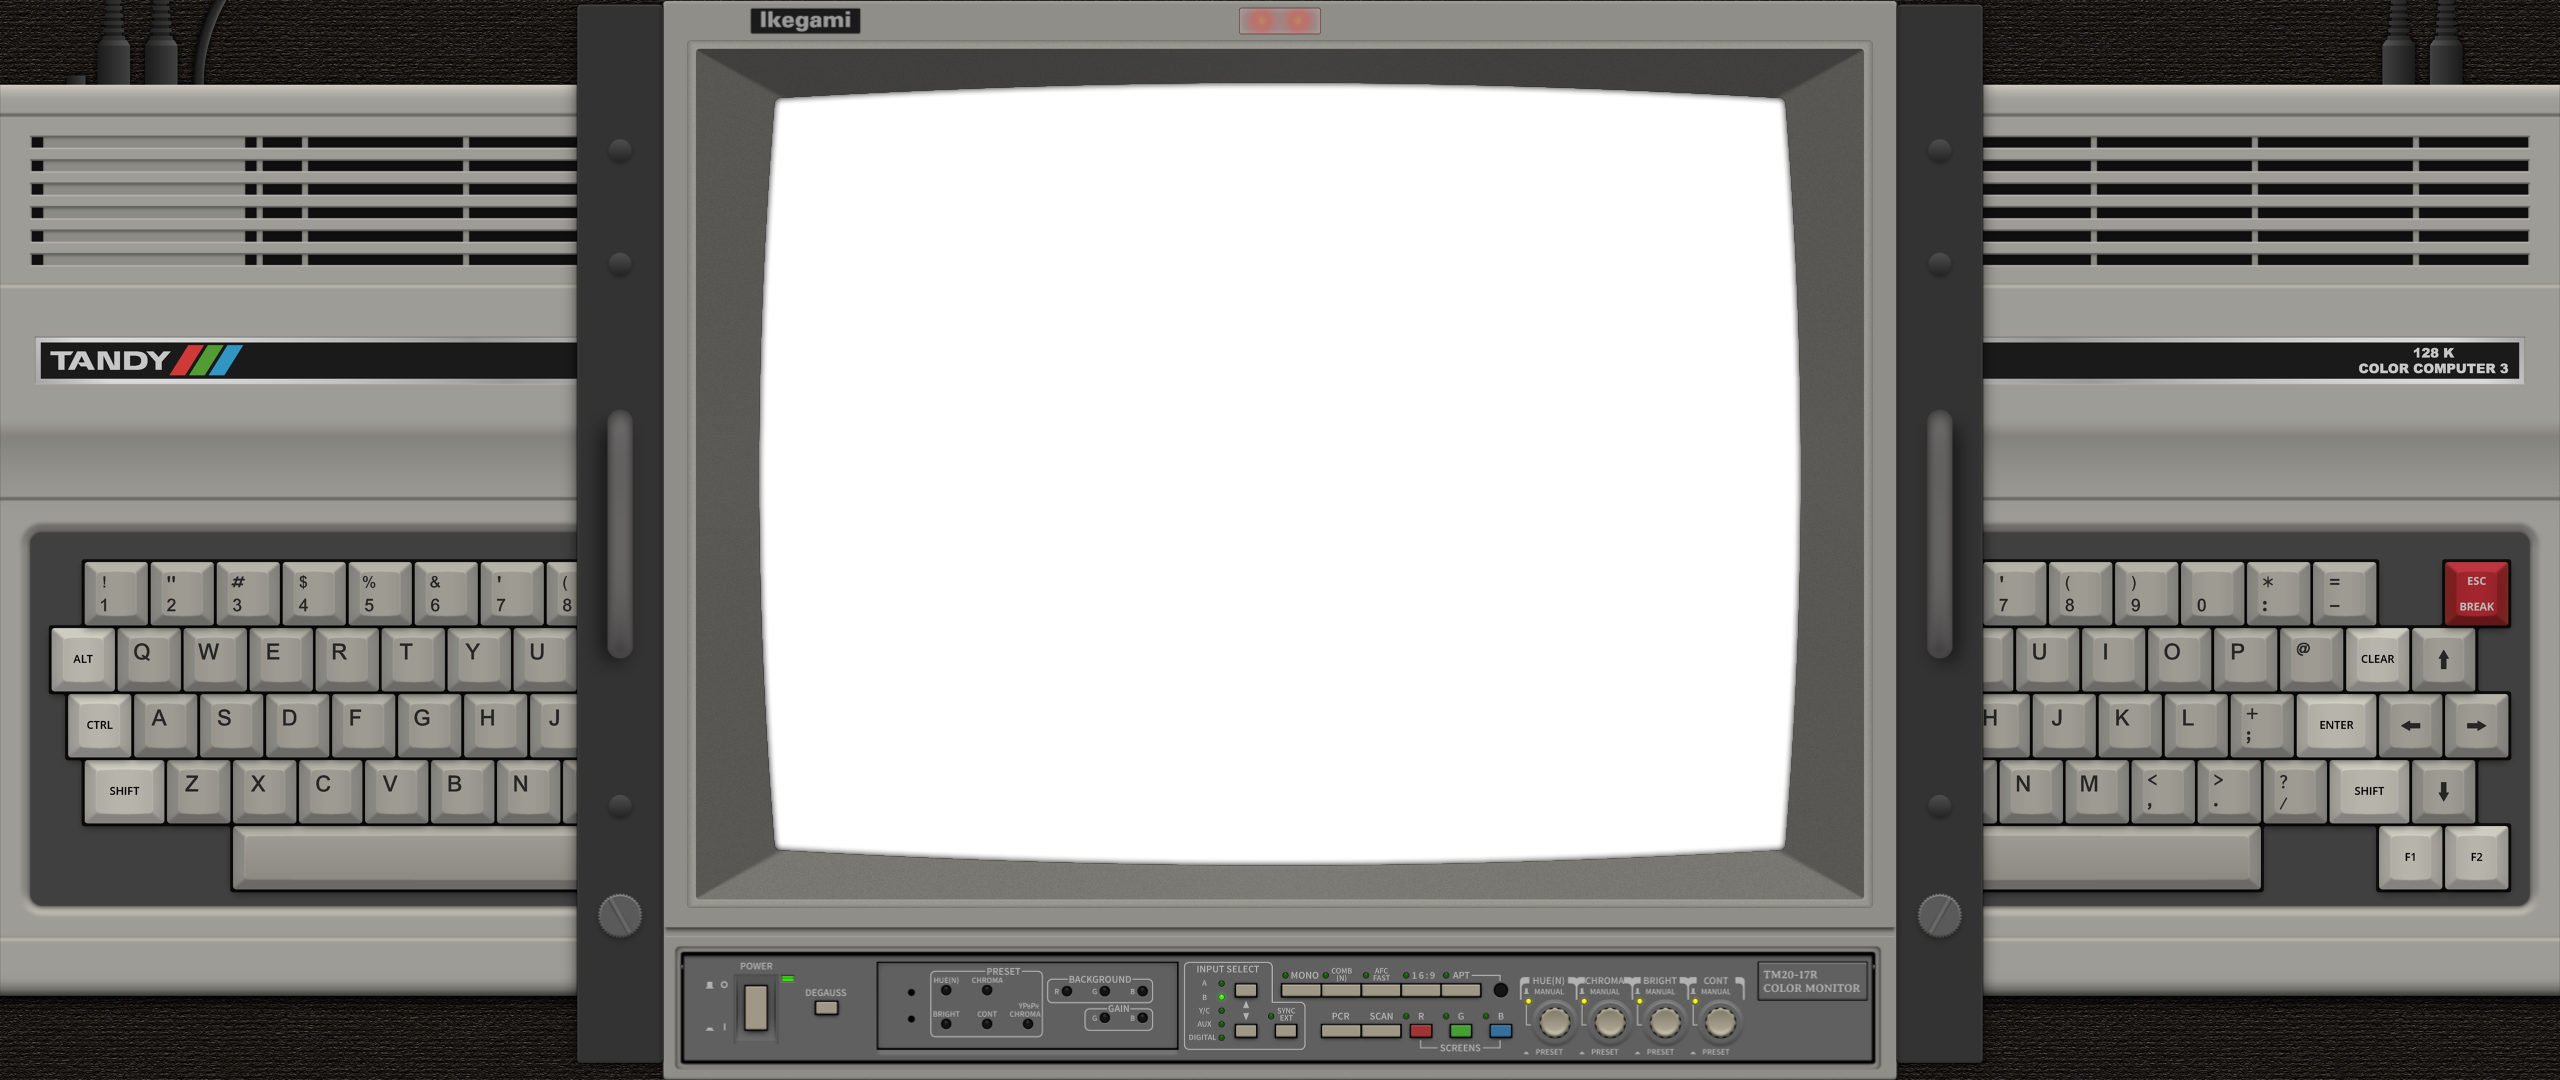 Ikegami
TANDY
128 K
COLOR COMPUTER 3
! " # $ % & ' (
1 2 3 4 5 6 7 8
ALT Q W E R T Y U
CTRL A S D F G H J
SHIFT Z X C V B N
' ( ) * = ESC
7 8 9 0 : - BREAK
U I O P @ CLEAR
H J K L + ; ENTER
N M < , > . ? / SHIFT
F1 F2
POWER
DEGAUSS
PRESET
HUE(N) CHROMA
BRIGHT CONT YPBPR CHROMA
BACKGROUND
R G B
GAIN
G B
INPUT SELECT
A
B
Y/C
AUX
DIGITAL
SYNC
EXT
MONO COMB (N) AFC FAST 16:9 APT
PCR SCAN R G B
SCREENS
HUE(N) CHROMA BRIGHT CONT
MANUAL MANUAL MANUAL MANUAL
PRESET PRESET PRESET PRESET
TM20-17R
COLOR MONITOR